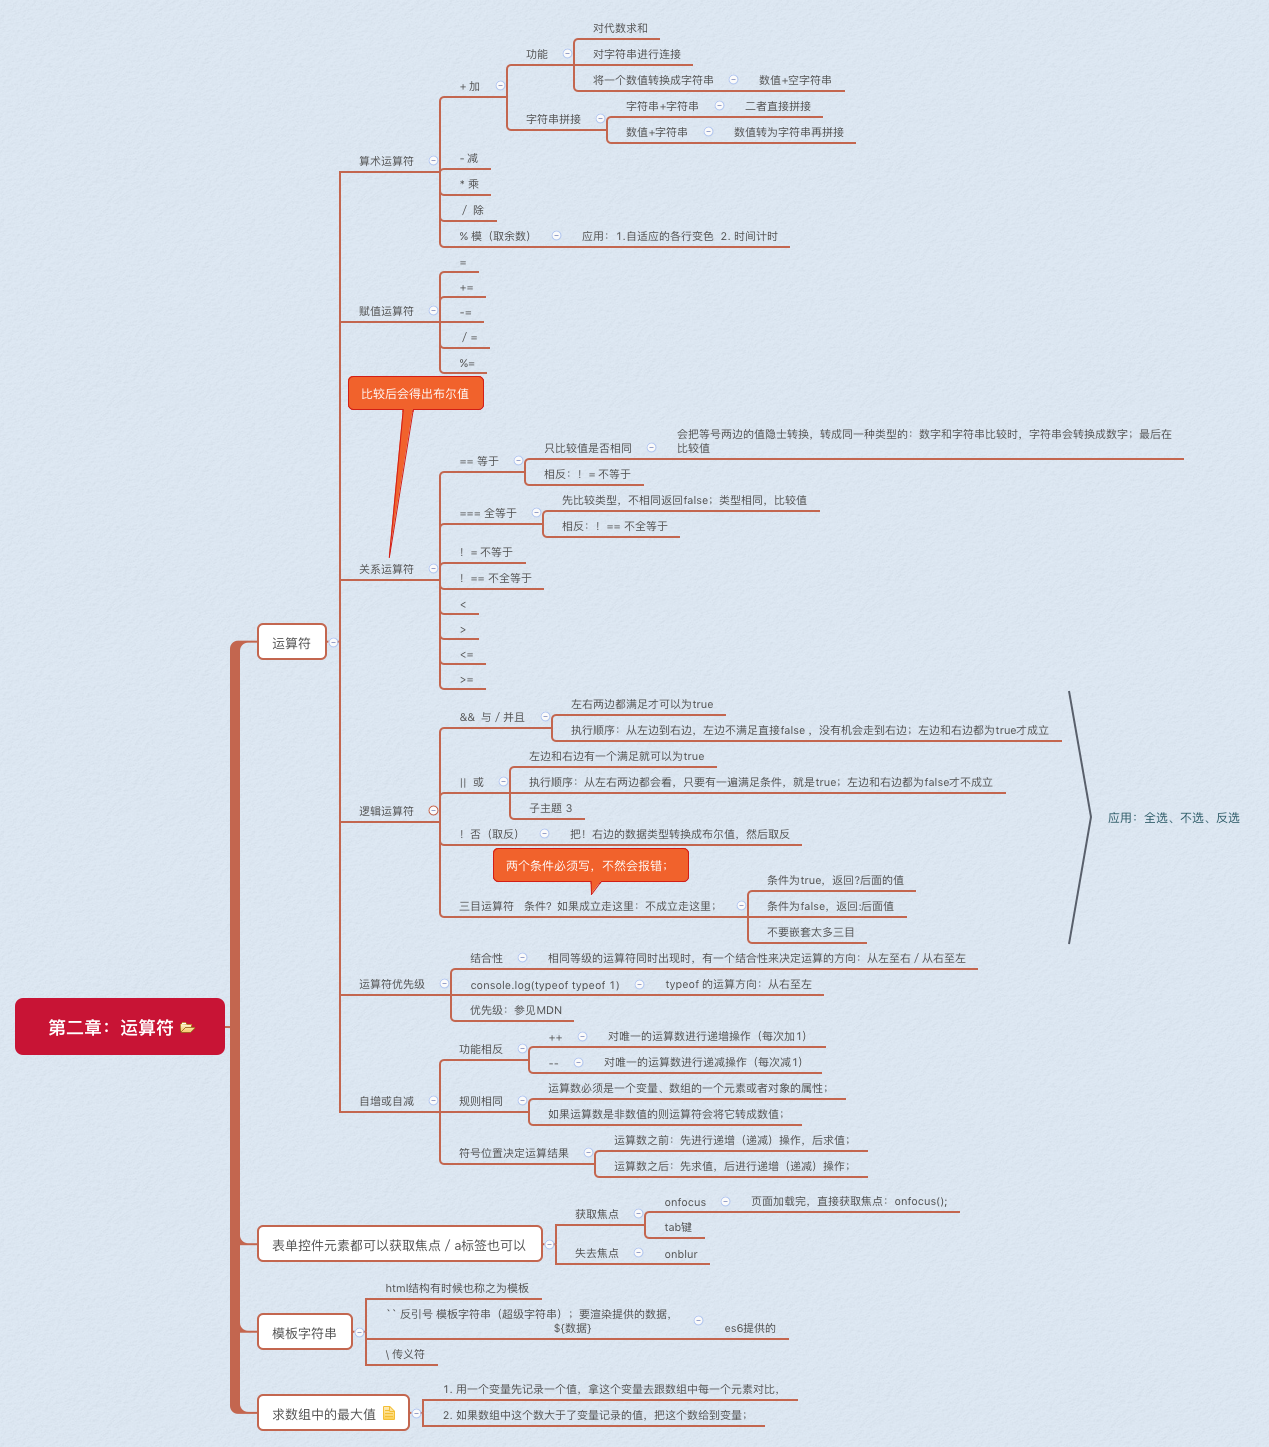 对代数求和
功能
对字符串进行连接
将一个数值转换成字符串
数值+空字符串
+ 加
字符串+字符串
二者直接拼接
字符串拼接
数值+字符串
数值转为字符串再拼接
算术运算符
- 减
* 乘
/ 除
% 模（取余数）
应用：1.自适应的各行变色 2. 时间计时
=
+=
赋值运算符
-=
/ =
%=
比较后会得出布尔值
会把等号两边的值隐士转换，转成同一种类型的：数字和字符串比较时，字符串会转换成数字；最后在
比较值
只比较值是否相同
== 等于
相反：！= 不等于
先比较类型，不相同返回false；类型相同，比较值
=== 全等于
相反：！== 不全等于
！= 不等于
关系运算符
！== 不全等于
<
>
<=
>=
运算符
左右两边都满足才可以为true
&& 与 / 并且
执行顺序：从左边到右边，左边不满足直接false ，没有机会走到右边；左边和右边都为true才成立
左边和右边有一个满足就可以为true
|| 或
执行顺序：从左右两边都会看，只要有一遍满足条件，就是true；左边和右边都为false才不成立
子主题 3
逻辑运算符
应用：全选、不选、反选
！否（取反）
把！右边的数据类型转换成布尔值，然后取反
两个条件必须写，不然会报错；
条件为true，返回?后面的值
三目运算符 条件？如果成立走这里：不成立走这里；
条件为false，返回:后面值
不要嵌套太多三目
结合性
相同等级的运算符同时出现时，有一个结合性来决定运算的方向：从左至右 / 从右至左
运算符优先级
console.log(typeof typeof 1)
typeof 的运算方向：从右至左
优先级：参见MDN
第二章：运算符
++
对唯一的运算数进行递增操作（每次加1）
功能相反
--
对唯一的运算数进行递减操作（每次减1）
运算数必须是一个变量、数组的一个元素或者对象的属性；
自增或自减
规则相同
如果运算数是非数值的则运算符会将它转成数值；
运算数之前：先进行递增（递减）操作，后求值；
符号位置决定运算结果
运算数之后：先求值，后进行递增（递减）操作；
onfocus
页面加载完，直接获取焦点：onfocus();
获取焦点
tab键
表单控件元素都可以获取焦点 / a标签也可以
失去焦点
onblur
html结构有时候也称之为模板
`` 反引号 模板字符串（超级字符串）；要渲染提供的数据，
${数据}
es6提供的
模板字符串
\ 传义符
1. 用一个变量先记录一个值，拿这个变量去跟数组中每一个元素对比，
求数组中的最大值
2. 如果数组中这个数大于了变量记录的值，把这个数给到变量；